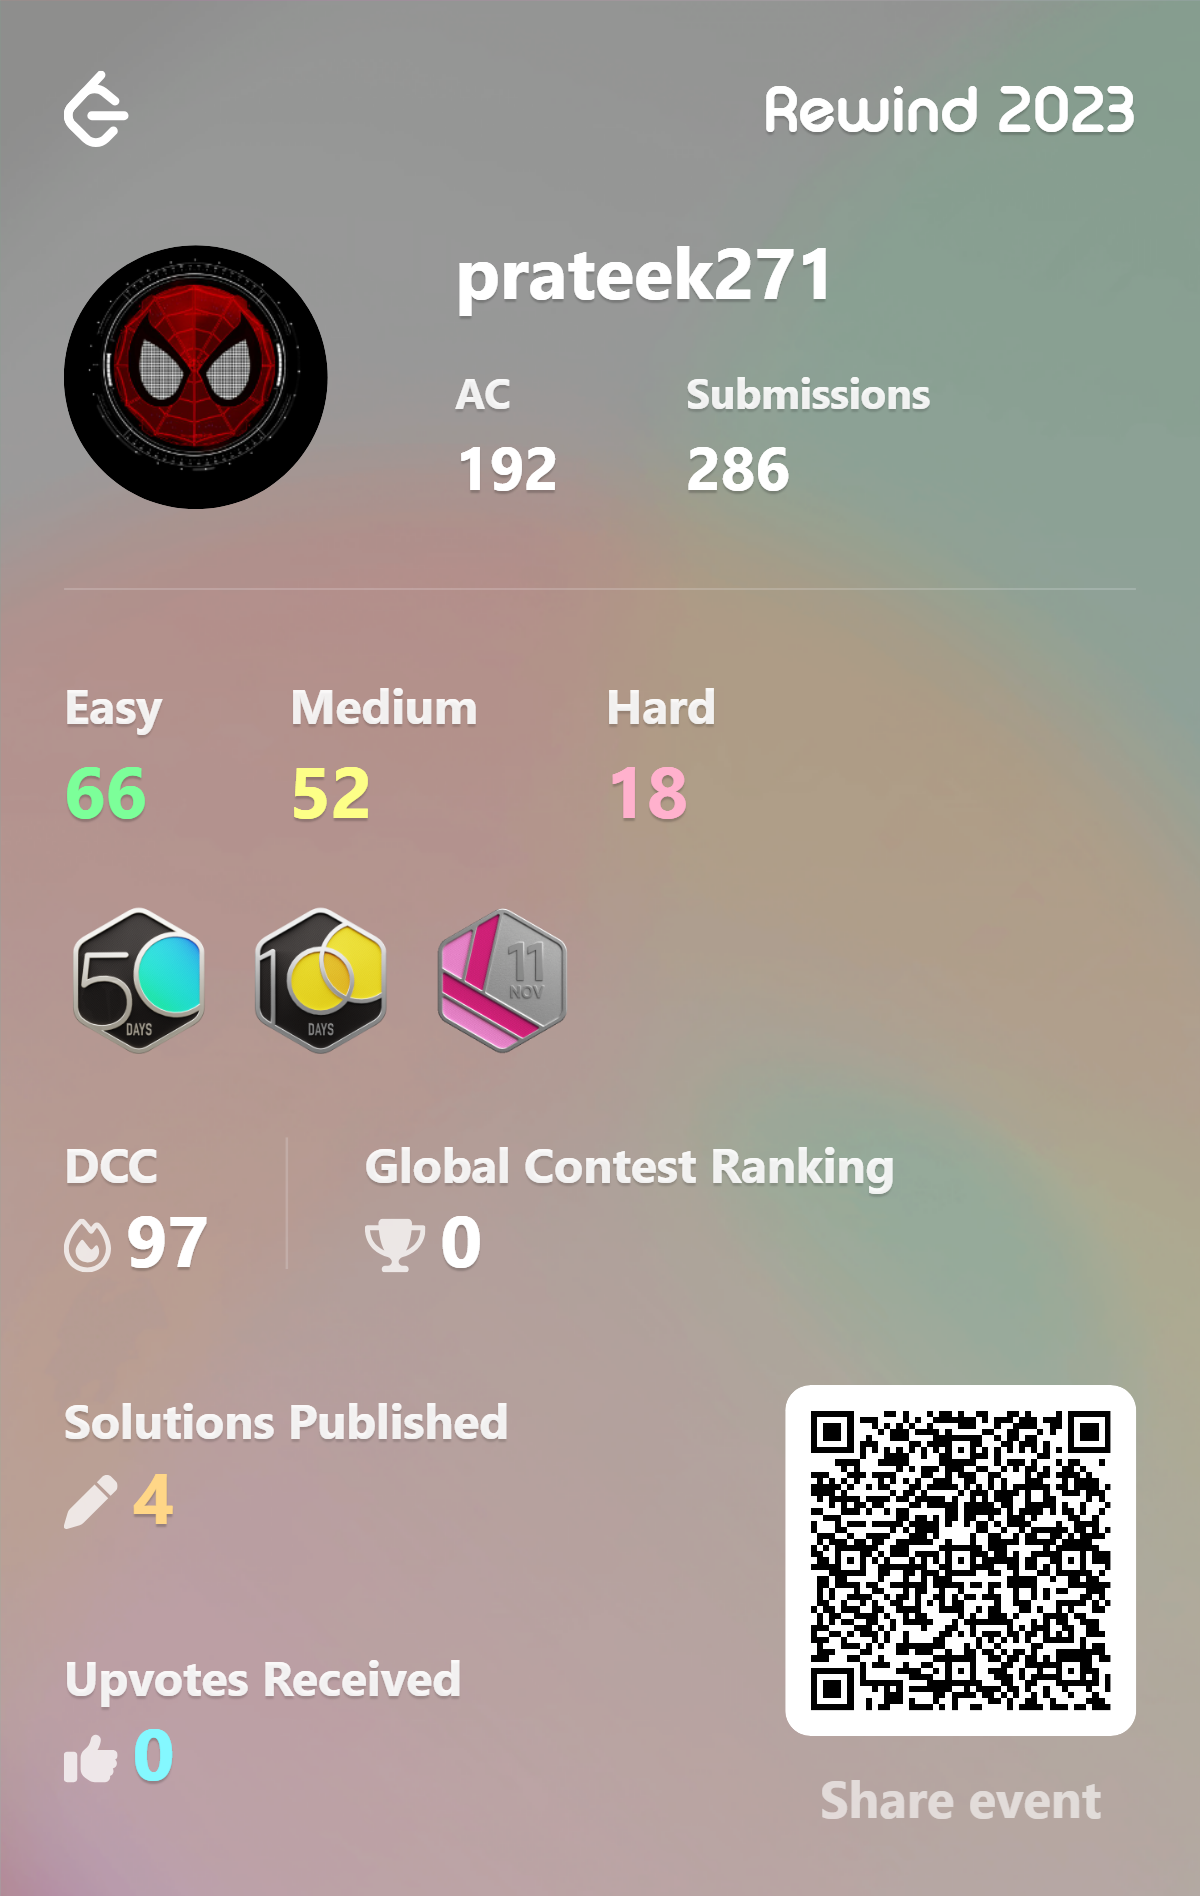 Rewind 2023
prateek271
AC Submissions
192 286
Easy Medium Hard
66 52 18
50 DAYS
100 DAYS
11 NOV
DCC Global Contest Ranking
97 0
Solutions Published
4
Upvotes Received
0
Share event